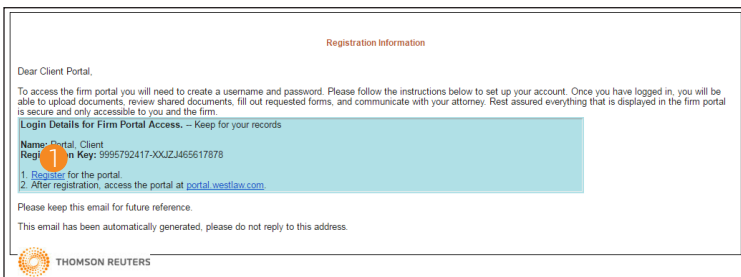 Registration Information
Dear Client Portal,
To access the firm portal you will need to create a username and password. Please follow the instructions below to set up your account. Once you have logged in, you will be
able to upload documents, review shared documents, fill out requested forms, and communicate with your attorney. Rest assured everything that is displayed in the firm portal
is secure and only accessible to you and the firm.
Login Details for Firm Portal Access. -- Keep for your records
Name: Portal, Client
Key: 9995792417-XXJZJ465617878
1
1. Register for the portal.
2. After registration, access the portal at portal.westlaw.com.
Please keep this email for future reference.
This email has been automatically generated, please do not reply to this address.
THOMSON REUTERS